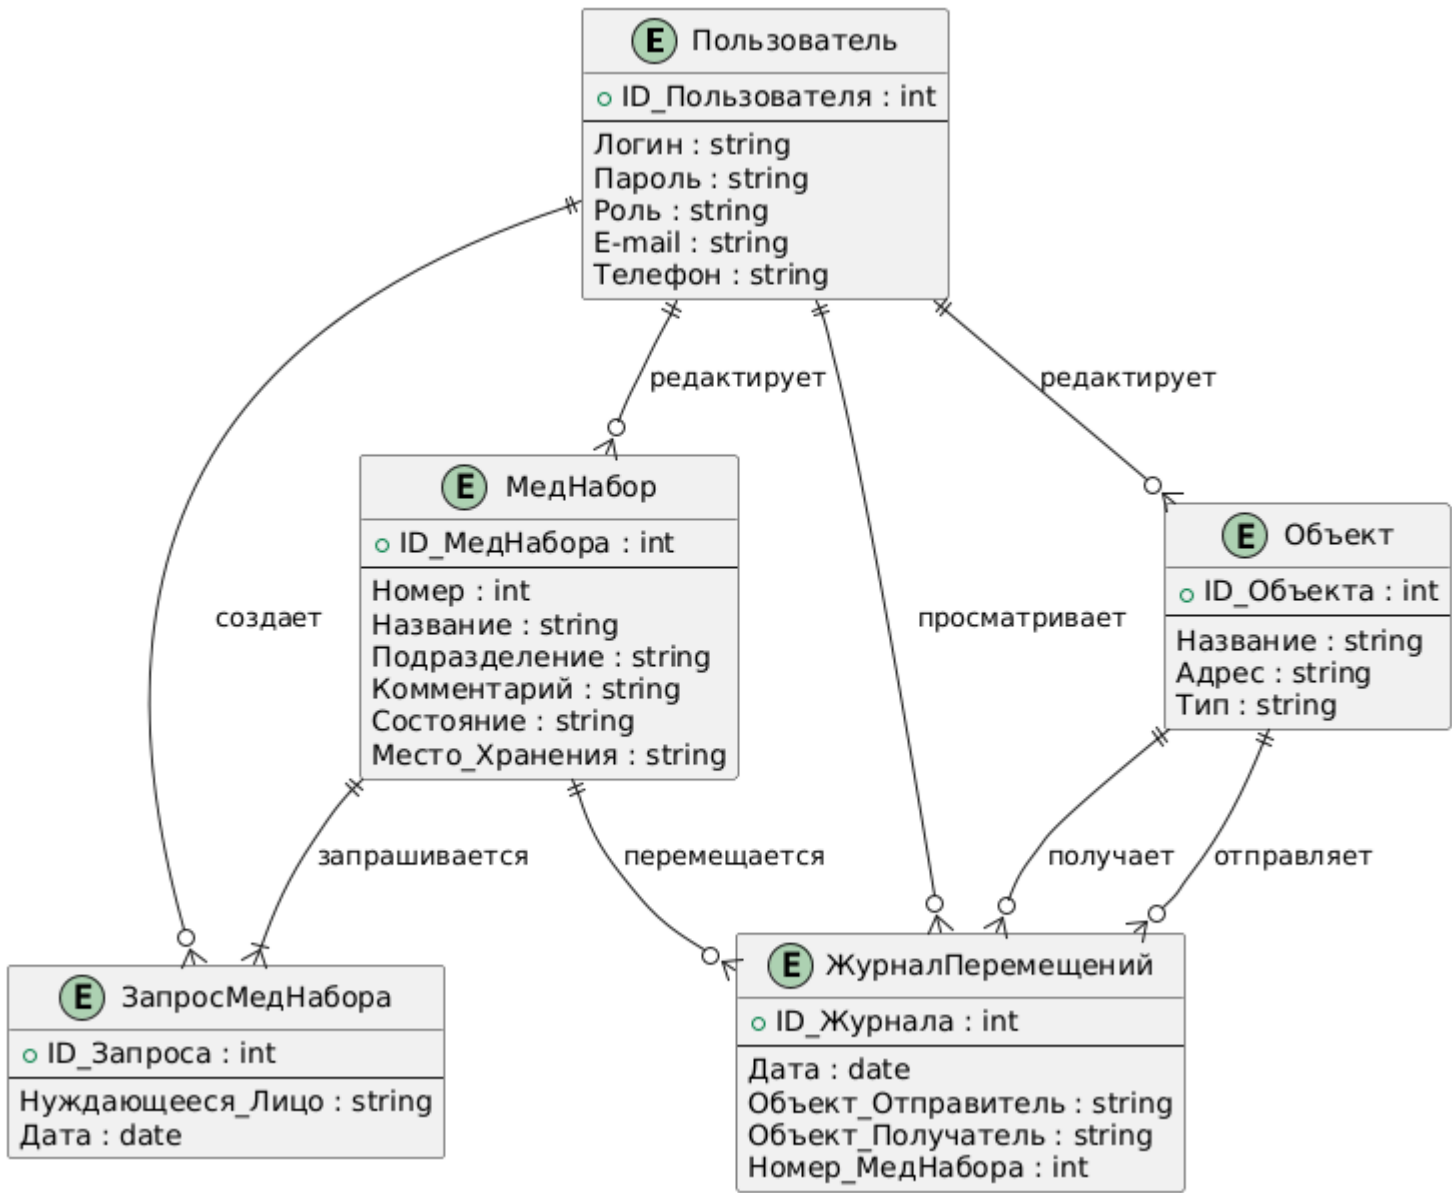 E Пользователь
ID_Пользователя : int
Логин : string
Пароль : string
Роль : string
E-mail : string
Телефон : string
редактирует
редактирует
E МедНабор
ID_МедНабора : int
Номер : int
Название : string
Подразделение : string
Комментарий : string
Состояние : string
Место_Хранения : string
E Объект
ID_Объекта : int
Название : string
Адрес : string
Тип : string
создает
просматривает
запрашивается
перемещается
получает
отправляет
E ЗапросМедНабора
ID_Запроса : int
Нуждающееся_Лицо : string
Дата : date
E ЖурналПеремещений
ID_Журнала : int
Дата : date
Объект_Отправитель : string
Объект_Получатель : string
Номер_МедНабора : int